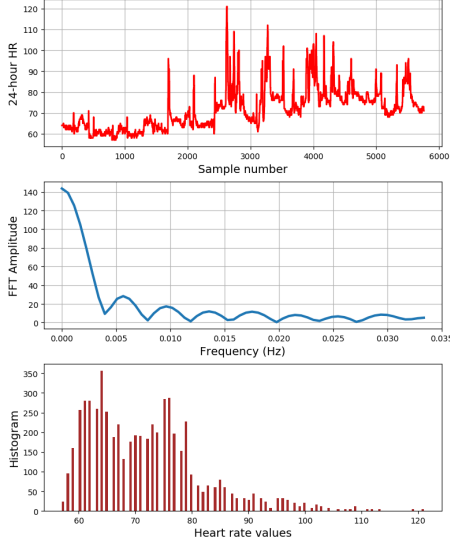 24-hour HR
120
110
100
90
80
70
60
0 1000 2000 3000 4000 5000 6000
Sample number
FFT Amplitude
140
120
100
80
60
40
20
0
0.000 0.005 0.010 0.015 0.020 0.025 0.030 0.035
Frequency (Hz)
Histogram
350
300
250
200
150
100
50
0
60 70 80 90 100 110 120
Heart rate values